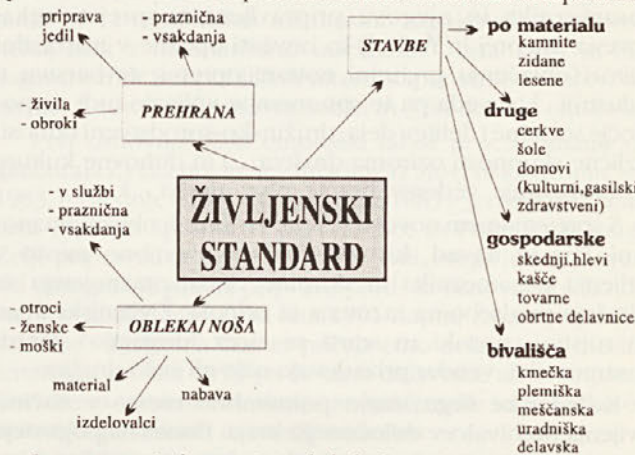 priprava
jedil
- praznična
- vsakdanja
- živila
- obroki
PREHRANA
STAVBE
po materialu
kamnite
zidane
lesene
druge
cerkve
šole
domovi
(kulturni,gasilski
zdravstveni)
gospodarske
skednji,hlevi
kašče
tovarne
obrtne delavnice
bivališča
kmečka
plemiška
meščanska
uradniška
delavska
ŽIVLJENSKI
STANDARD
- v službi
- praznična
- vsakdanja
otroci
- ženske
- moški
OBLEKA/NOŠA
material
izdelovalci
nabava